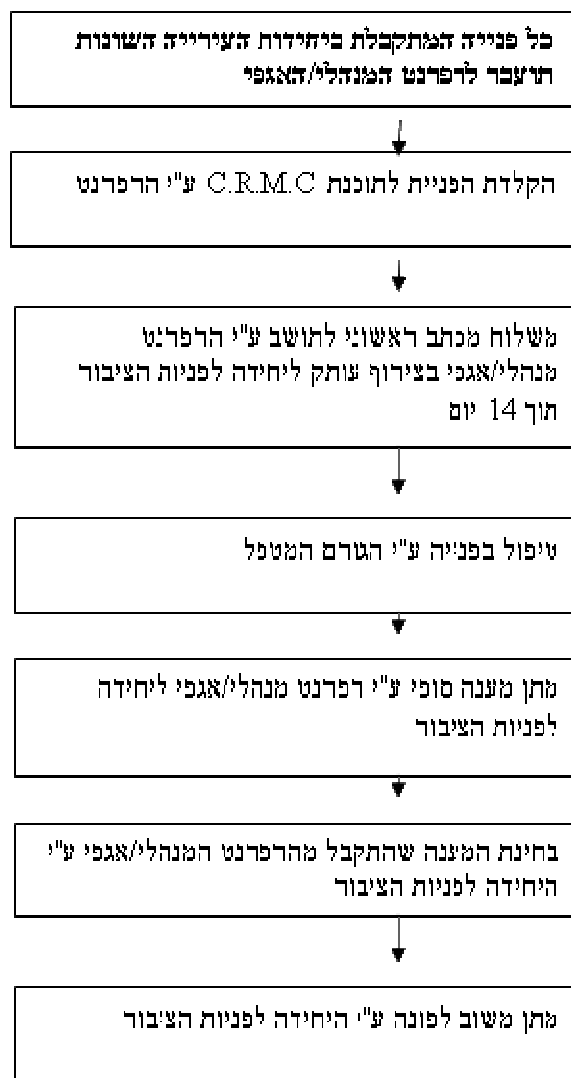 כל פנייה המתקבלת ביחידות העירייה השונות
תועבר לרפרנט המנהלי/האגפי
הקלדת הפנייית לתוכנת C.R.M.C ע"י הרפרנט
משלוח מכתב ראשוני לתושב ע"י הרפרנט
מנהלי/אגפי בצירוף עותק ליחידה לפניות הציבור
תוך 14 יום
טיפול בפנייה ע"י הגורם המטפל
מתן מענה סופי ע"י רפרנט מנהלי/אגפי ליחידה
לפניות הציבור
בחינת המענה שהתקבל מהרפרנט המנהלי/אגפי ע"י
היחידה לפניות הציבור
מתן משוב לפונה ע"י היחידה לפניות הציבור